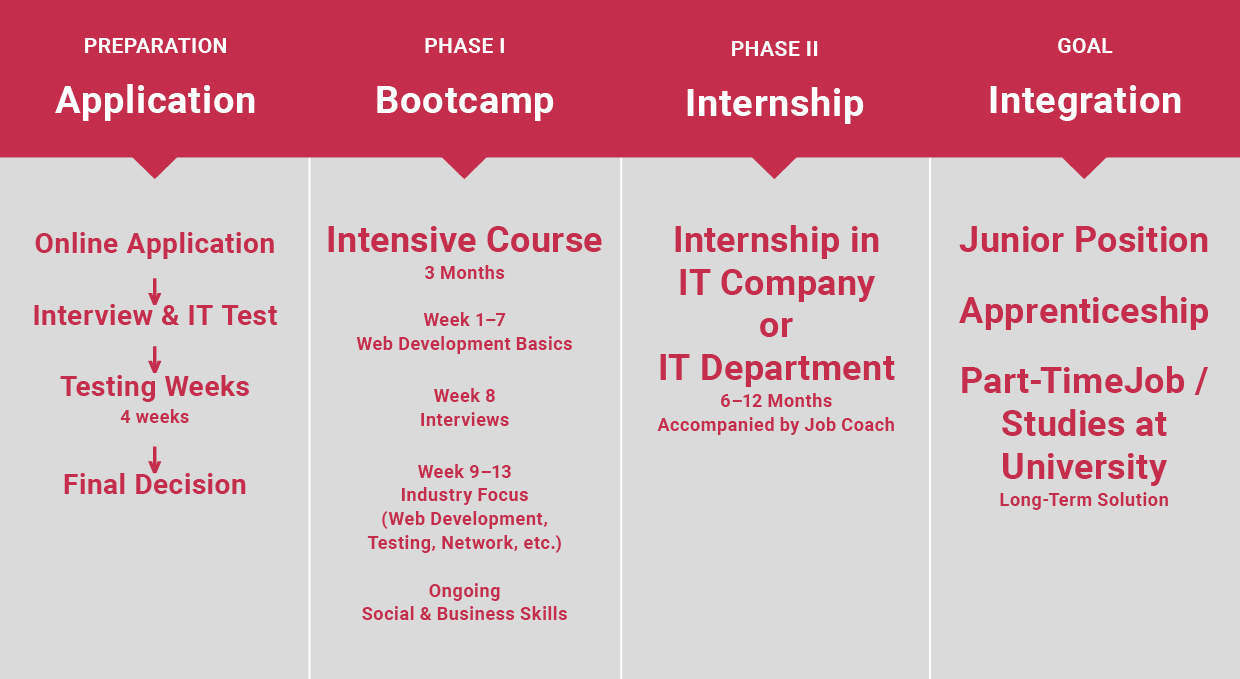 PREPARATION
Application
Online Application
Interview & IT Test
Testing Weeks
4 weeks
Final Decision
PHASE I
Bootcamp
Intensive Course
3 Months
Week 1–7
Web Development Basics
Week 8
Interviews
Week 9–13
Industry Focus
(Web Development,
Testing, Network, etc.)
Ongoing
Social & Business Skills
PHASE II
Internship
Internship in
IT Company
or
IT Department
6–12 Months
Accompanied by Job Coach
GOAL
Integration
Junior Position
Apprenticeship
Part-TimeJob /
Studies at
University
Long-Term Solution